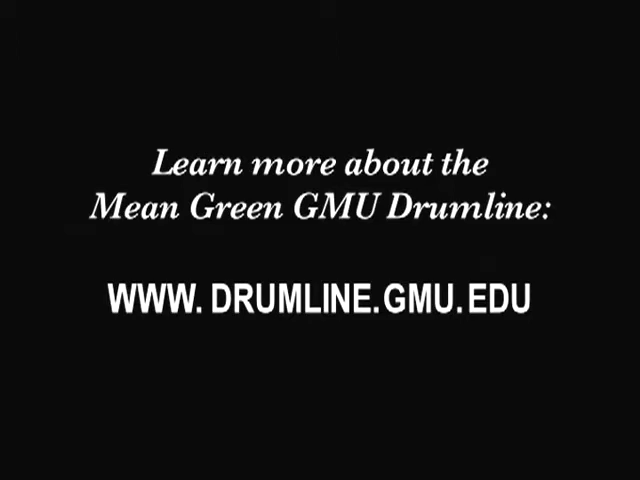 Learn more about the
Mean Green GMU Drumline:
WWW. DRUMLINE.GMU.EDU